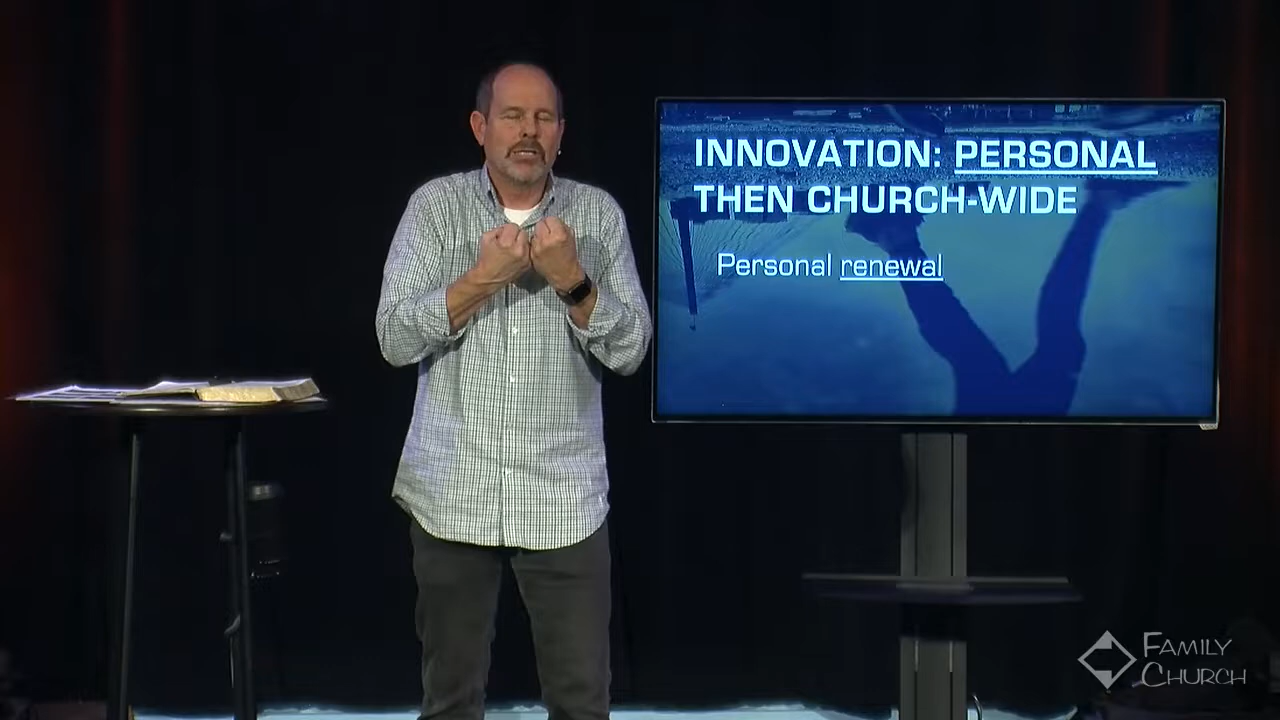 INNOVATION: PERSONAL
THEN CHURCH-WIDE
Personal renewal
FAMILY
CHURCH